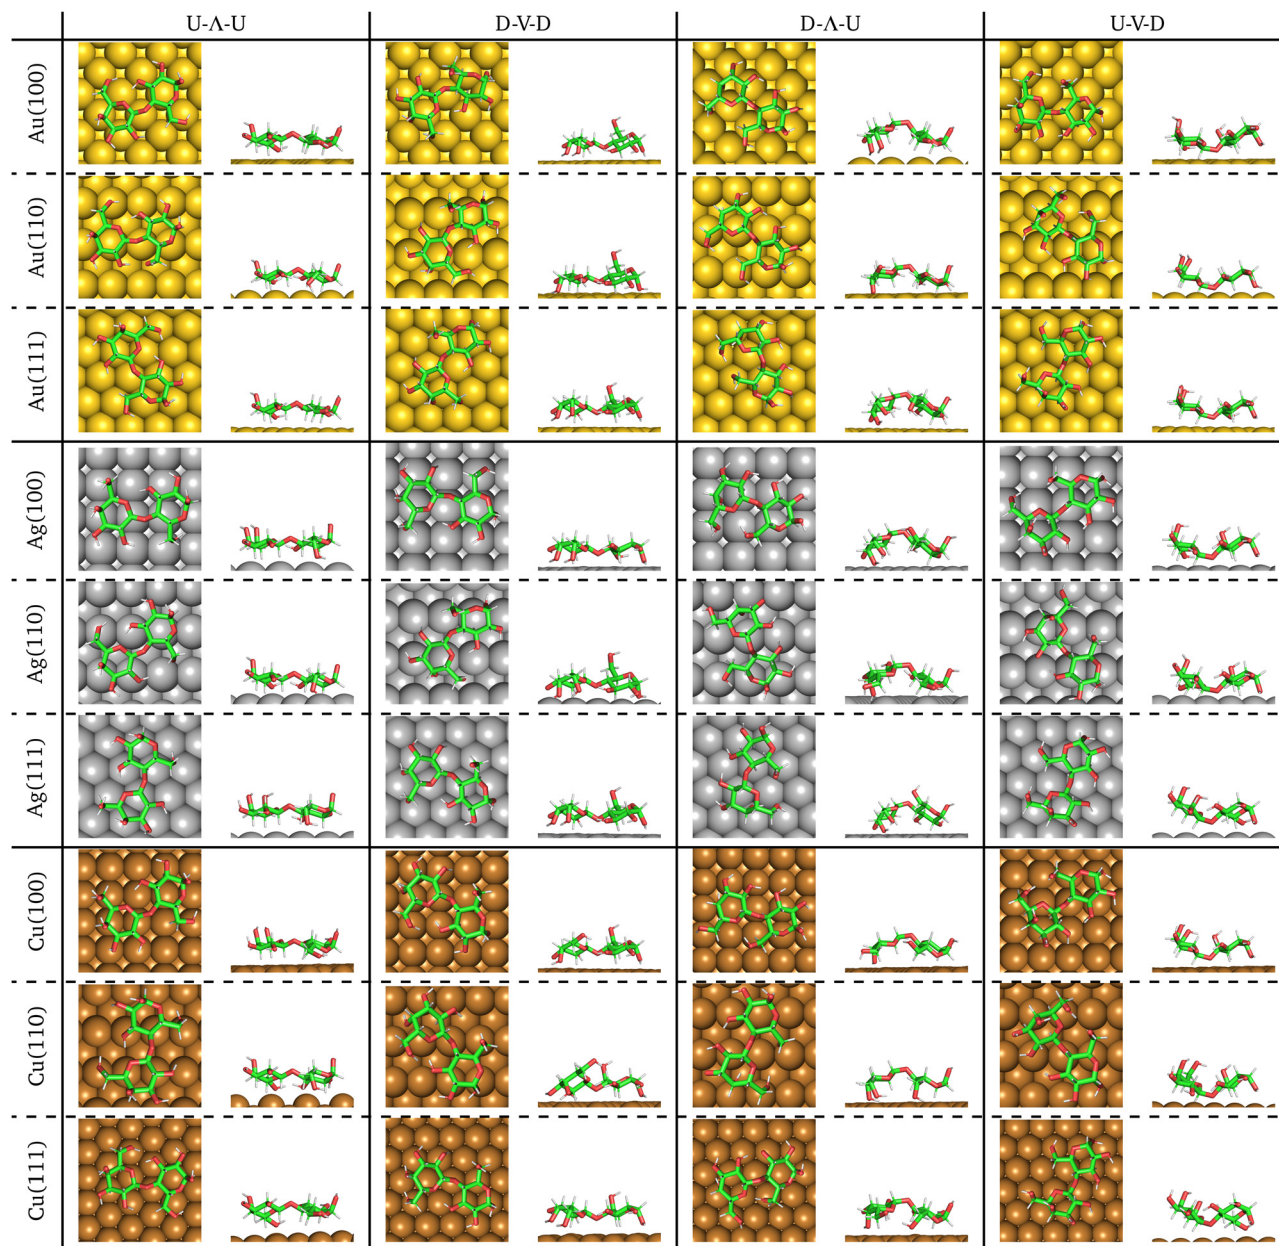 U-Λ-U D-V-D D-Λ-U U-V-D
Au(100)
Au(110)
Au(111)
Ag(100)
Ag(110)
Ag(111)
Cu(100)
Cu(110)
Cu(111)